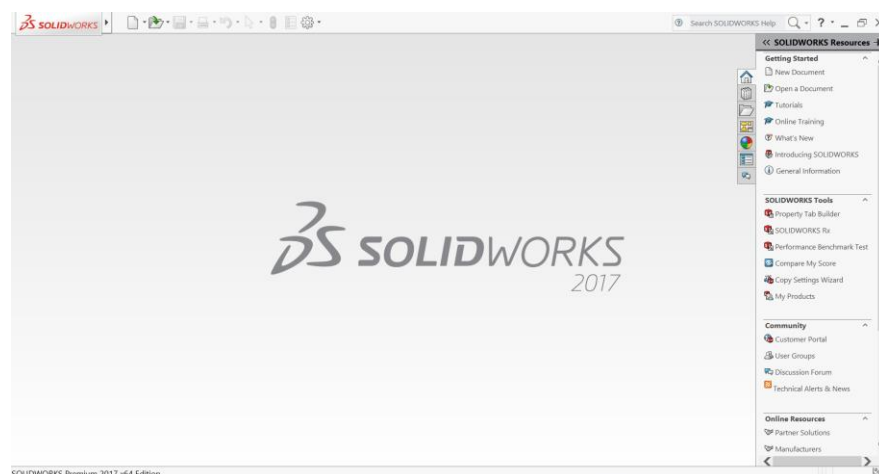 SOLIDWORKS
Search SOLIDWORKS Help
?
SOLIDWORKS Resources
Getting Started
New Document
Open a Document
Tutorials
Online Training
What's New
Introducing SOLIDWORKS
General Information
SOLIDWORKS Tools
Property Tab Builder
SOLIDWORKS Rx
Performance Benchmark Test
Compare My Score
Copy Settings Wizard
My Products
Community
Customer Portal
User Groups
Discussion Forum
Technical Alerts & News
Online Resources
Partner Solutions
Manufacturers
SOLIDWORKS
2017
SOLIDWORKS Premium 2017 x64 Edition